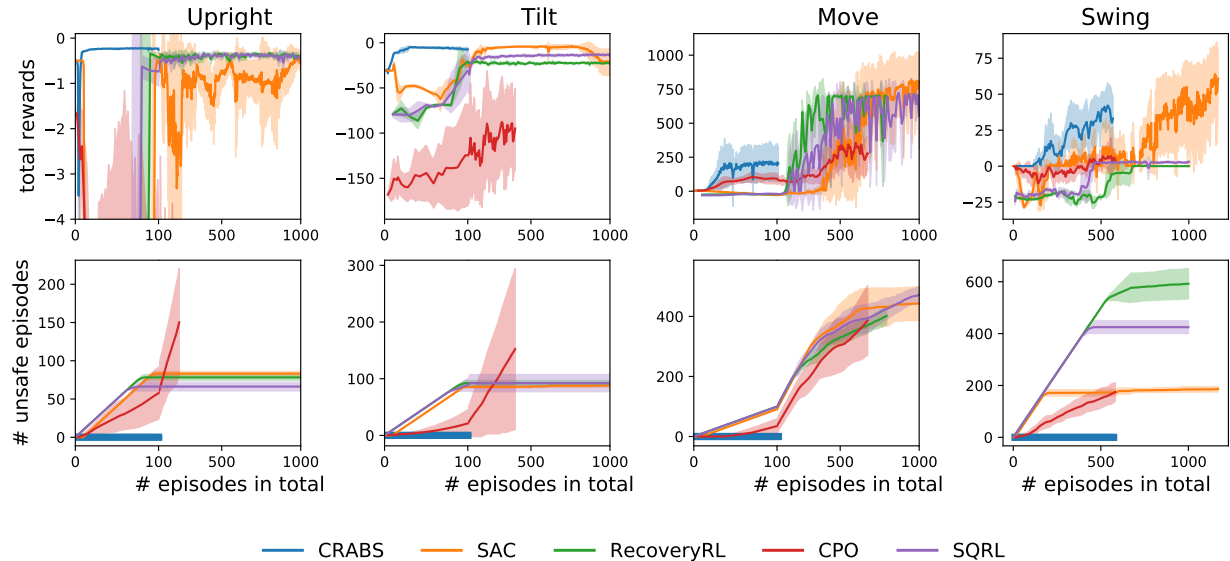 Upright Tilt Move Swing
total rewards
0 −1 −2 −3 −4
0 100 500 1000
0 −50 −100 −150
0 100 500 1000
1000 750 500 250 0
0 100 500 1000
75 50 25 0 −25
0 500 1000
# unsafe episodes
200 150 100 50 0
0 100 500 1000
300 200 100 0
0 100 500 1000
400 200 0
0 100 500 1000
600 400 200 0
0 500 1000
# episodes in total # episodes in total # episodes in total # episodes in total
CRABS SAC RecoveryRL CPO SQRL